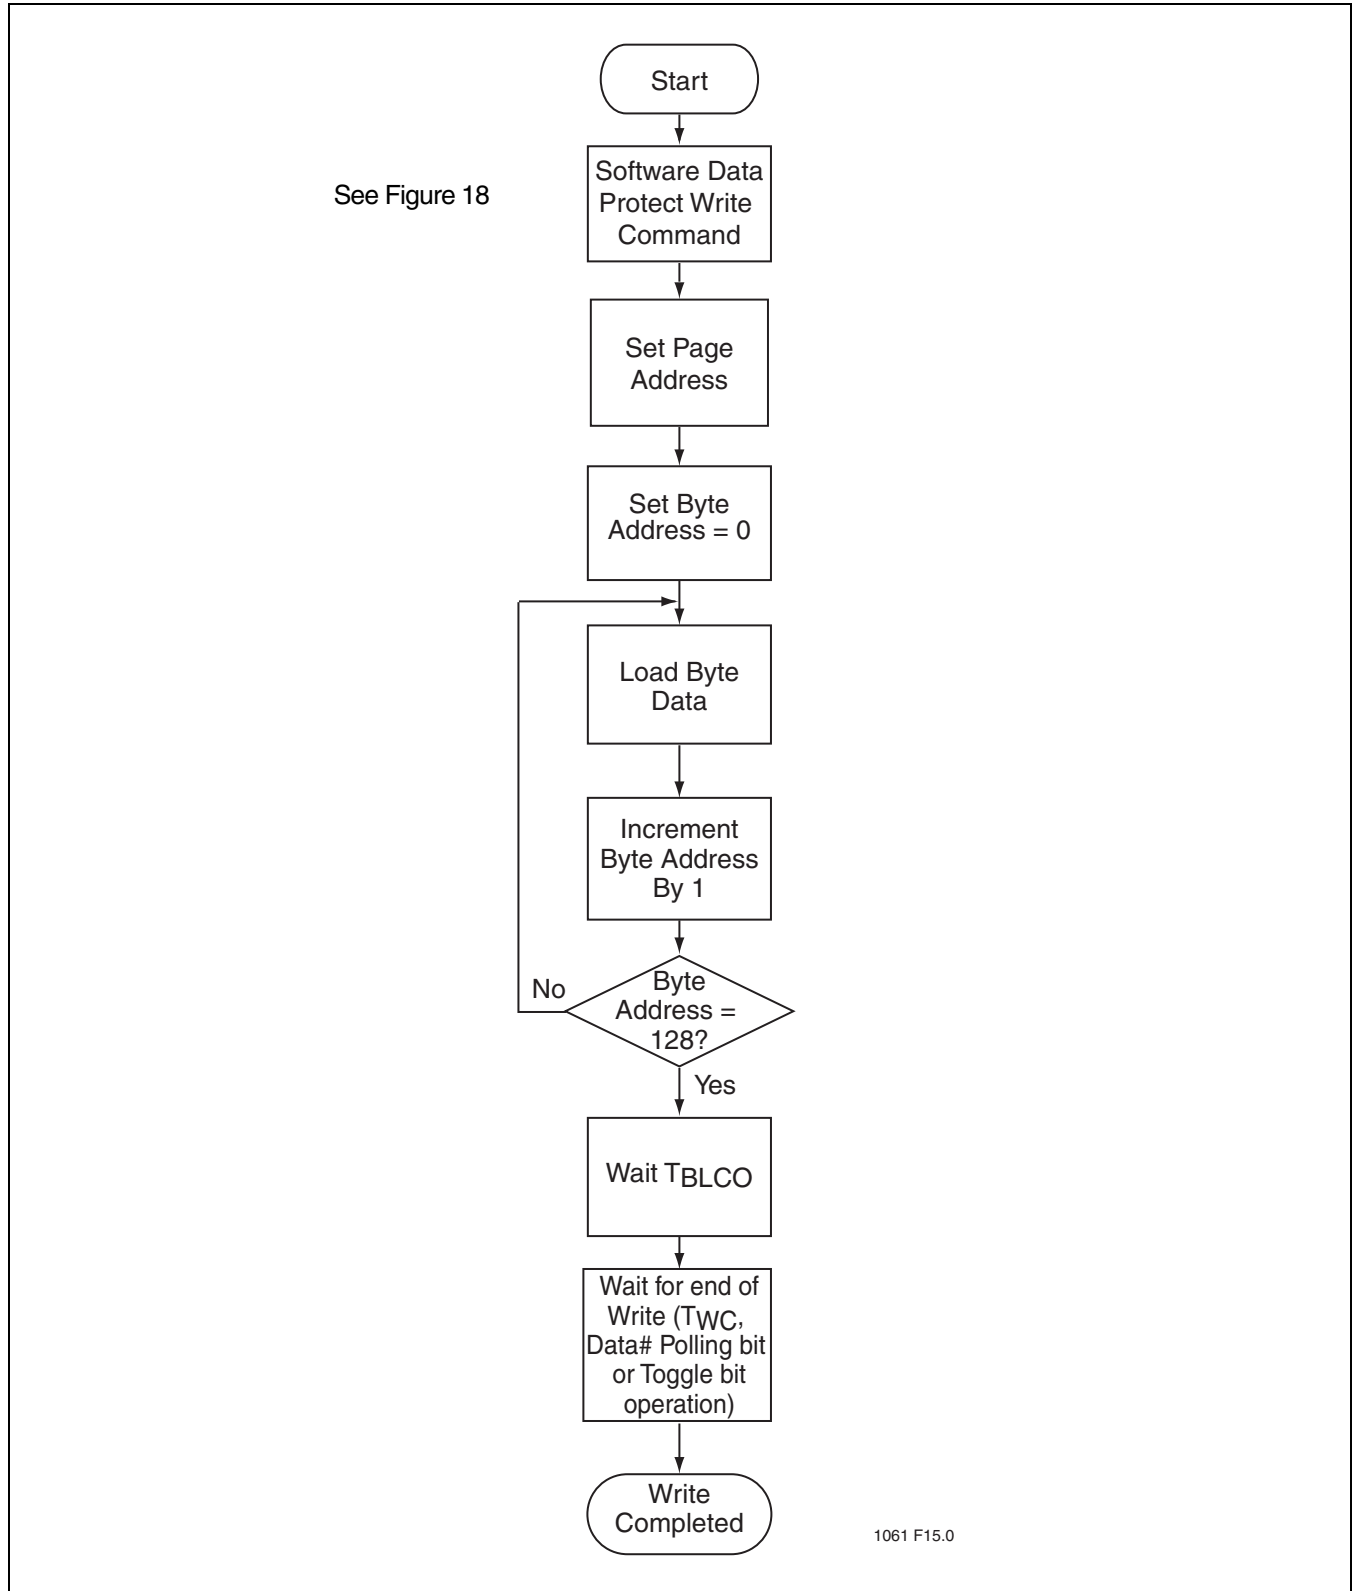 Start
See Figure 18
Software Data
Protect Write
Command
Set Page
Address
Set Byte
Address = 0
Load Byte
Data
Increment
Byte Address
By 1
Byte
Address =
128?
No
Yes
Wait TBLCO
Wait for end of
Write (TWC,
Data# Polling bit
or Toggle bit
operation)
Write
Completed
1061 F15.0